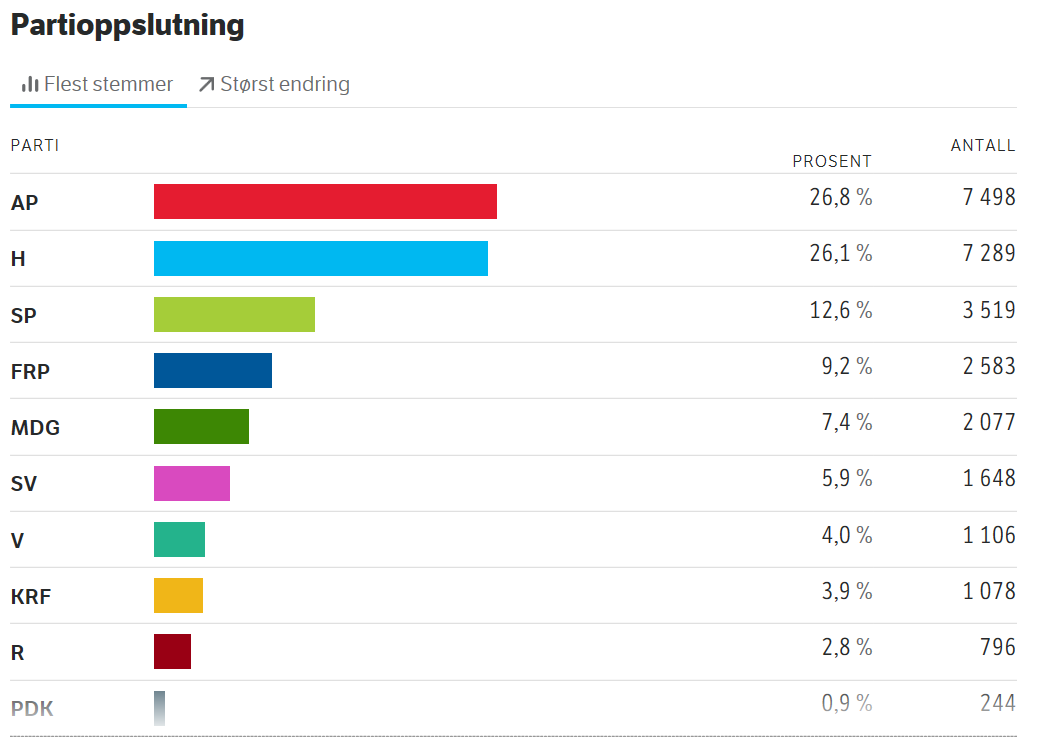 Partioppslutning
Flest stemmer Størst endring
PARTI PROSENT ANTALL
AP 26,8 % 7 498
H 26,1 % 7 289
SP 12,6 % 3 519
FRP 9,2 % 2 583
MDG 7,4 % 2 077
SV 5,9 % 1 648
V 4,0 % 1 106
KRF 3,9 % 1 078
R 2,8 % 796
PDK 0,9 % 244